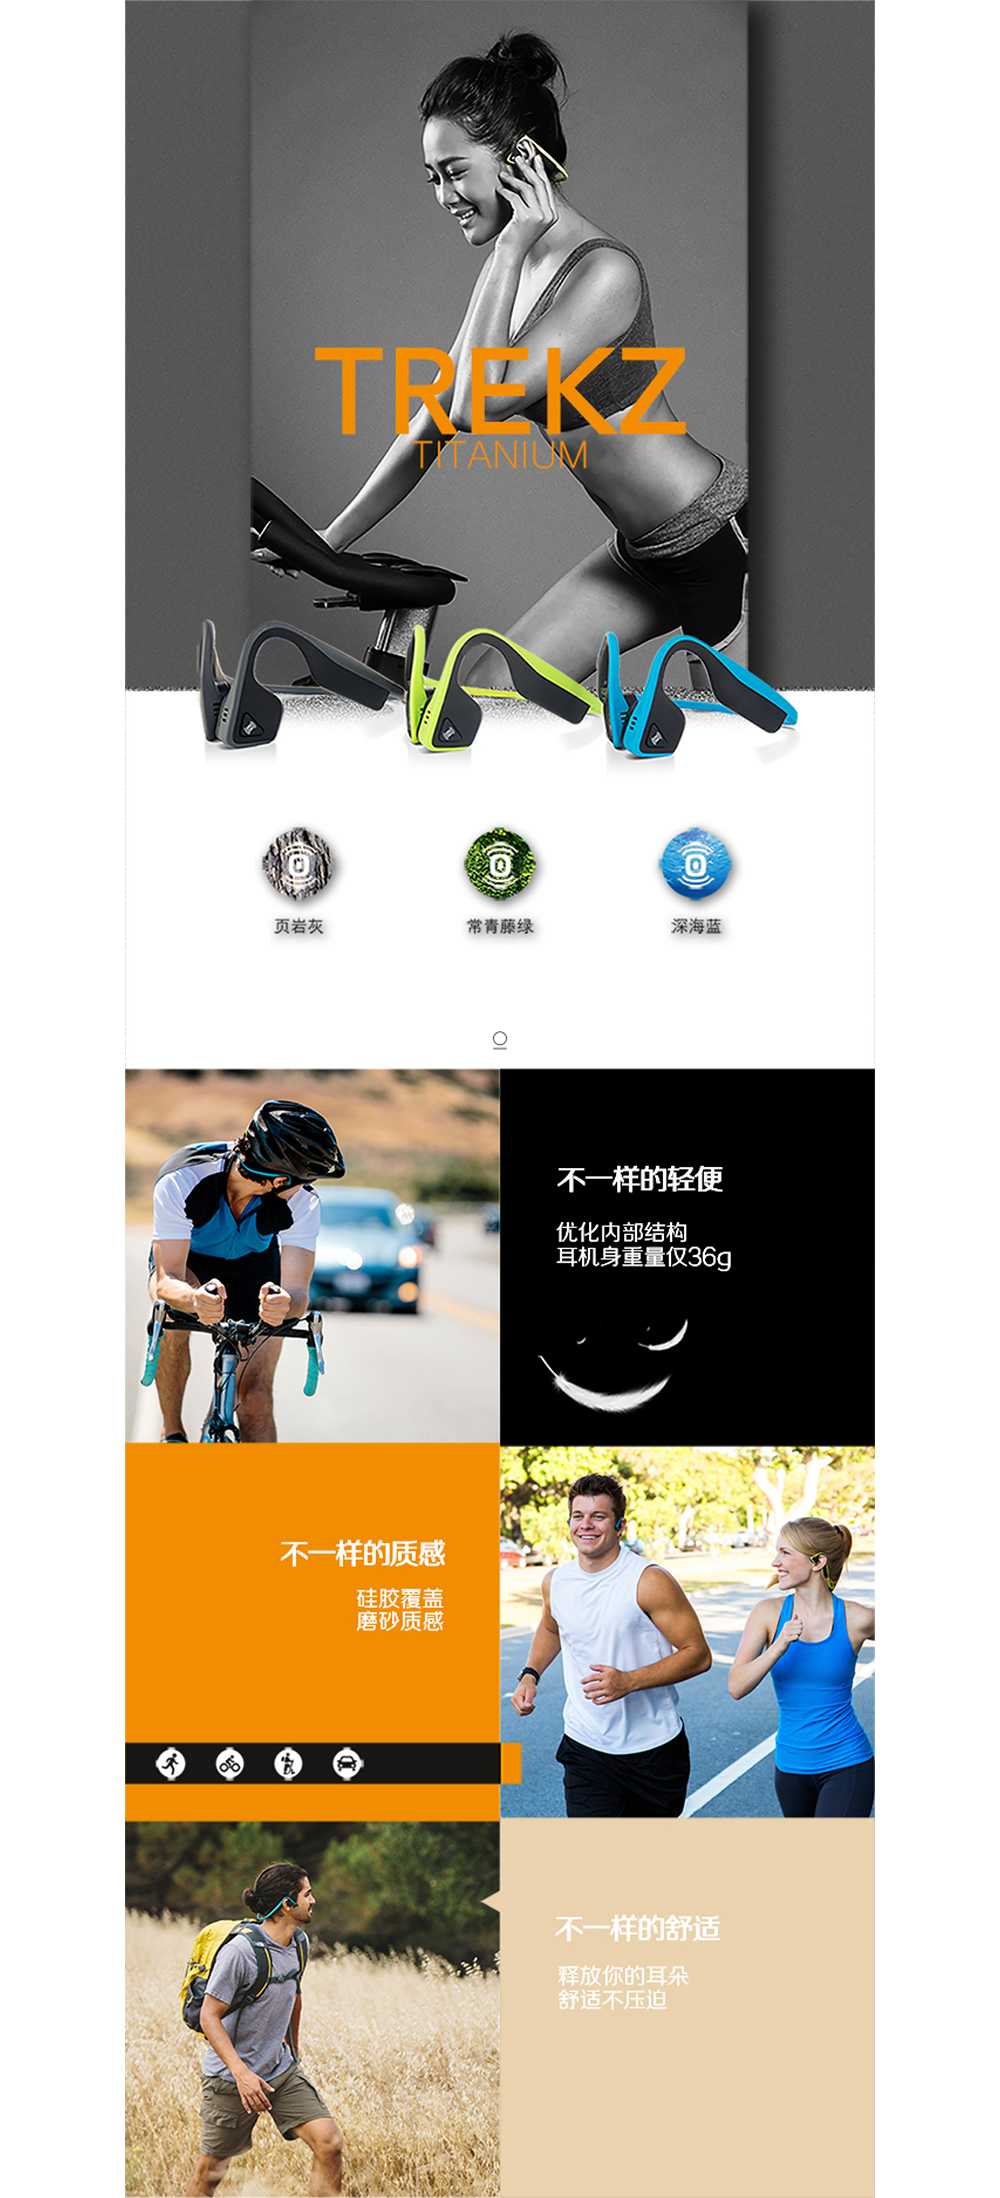 TREKZ
TITANIUM
页岩灰
常青藤绿
深海蓝
不一样的轻便
优化内部结构
耳机身重量仅36g
不一样的质感
硅胶覆盖
磨砂质感
不一样的舒适
释放你的耳朵
舒适不压迫